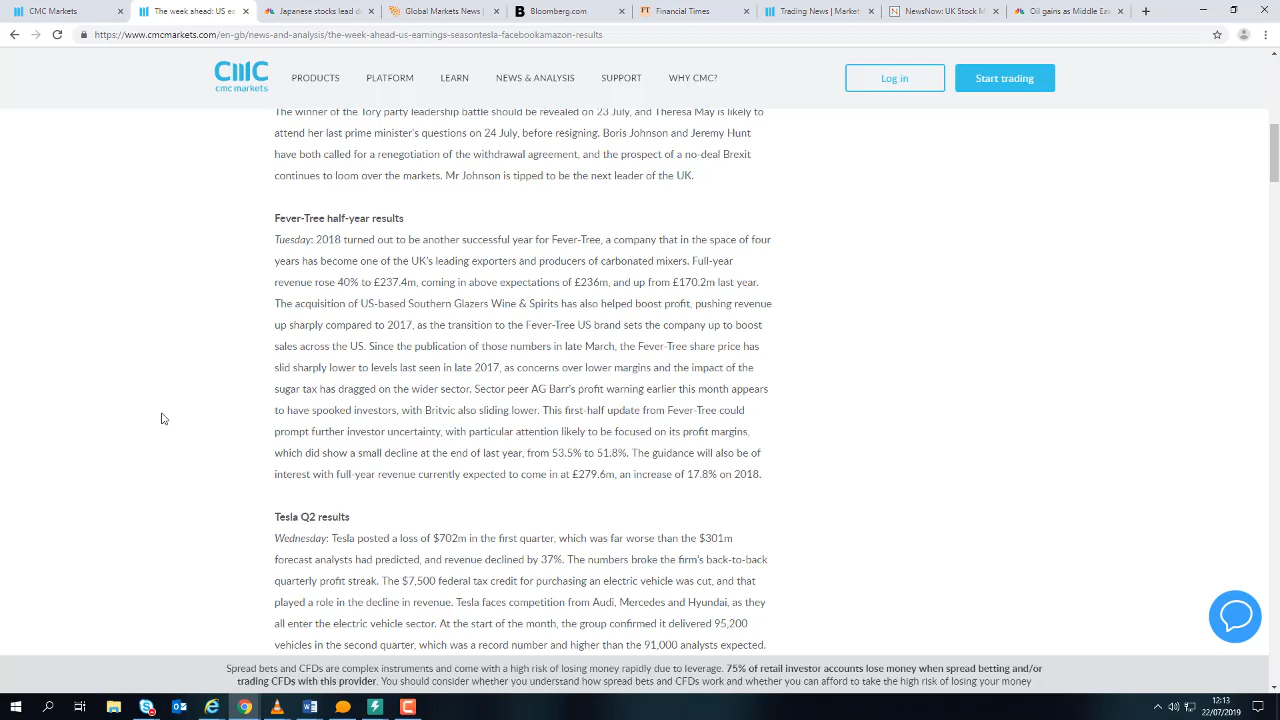 CMC Markets
The week ahead: US ea
Japanese stocks lead d
Global Markets News |
Bloomberg.com
Financial Times
Trading News | Market
NewsNow: UK Stock M
Oil gains as Middle Eas
https://www.cmcmarkets.com/en-gb/news-and-analysis/the-week-ahead-us-earnings-seasontesla-facebookamazon-results
CMC
cmc markets
PRODUCTS
PLATFORM
LEARN
NEWS & ANALYSIS
SUPPORT
WHY CMC?
Log in
Start trading
The winner of the Tory party leadership battle should be revealed on 23 July, and Theresa May is likely to
attend her last prime minister's questions on 24 July, before resigning. Boris Johnson and Jeremy Hunt
have both called for a renegotiation of the withdrawal agreement, and the prospect of a no-deal Brexit
continues to loom over the markets. Mr Johnson is tipped to be the next leader of the UK.
Fever-Tree half-year results
Tuesday: 2018 turned out to be another successful year for Fever-Tree, a company that in the space of four
years has become one of the UK's leading exporters and producers of carbonated mixers. Full-year
revenue rose 40% to £237.4m, coming in above expectations of £236m, and up from £170.2m last year.
The acquisition of US-based Southern Glazers Wine & Spirits has also helped boost profit, pushing revenue
up sharply compared to 2017, as the transition to the Fever-Tree US brand sets the company up to boost
sales across the US. Since the publication of those numbers in late March, the Fever-Tree share price has
slid sharply lower to levels last seen in late 2017, as concerns over lower margins and the impact of the
sugar tax has dragged on the wider sector. Sector peer AG Barr's profit warning earlier this month appears
to have spooked investors, with Britvic also sliding lower. This first-half update from Fever-Tree could
prompt further investor uncertainty, with particular attention likely to be focused on its profit margins,
which did show a small decline at the end of last year, from 53.5% to 51.8%. The guidance will also be of
interest with full-year revenue currently expected to come in at £279.6m, an increase of 17.8% on 2018.
Tesla Q2 results
Wednesday: Tesla posted a loss of $702m in the first quarter, which was far worse than the $301m
forecast analysts had predicted, and revenue declined by 37%. The numbers broke the firm's back-to-back
quarterly profit streak. The $7,500 federal tax credit for purchasing an electric vehicle was cut, and that
played a role in the decline in revenue. Tesla faces competition from Audi, Mercedes and Hyundai, as they
all enter the electric vehicle sector. At the start of the month, the group confirmed it delivered 95,200
vehicles in the second quarter, which was a record number and higher than the 91,000 analysts expected.
Spread bets and CFDs are complex instruments and come with a high risk of losing money rapidly due to leverage. 75% of retail investor accounts lose money when spread betting and/or
trading CFDs with this provider. You should consider whether you understand how spread bets and CFDs work and whether you can afford to take the high risk of losing your money
12:13
22/07/2019